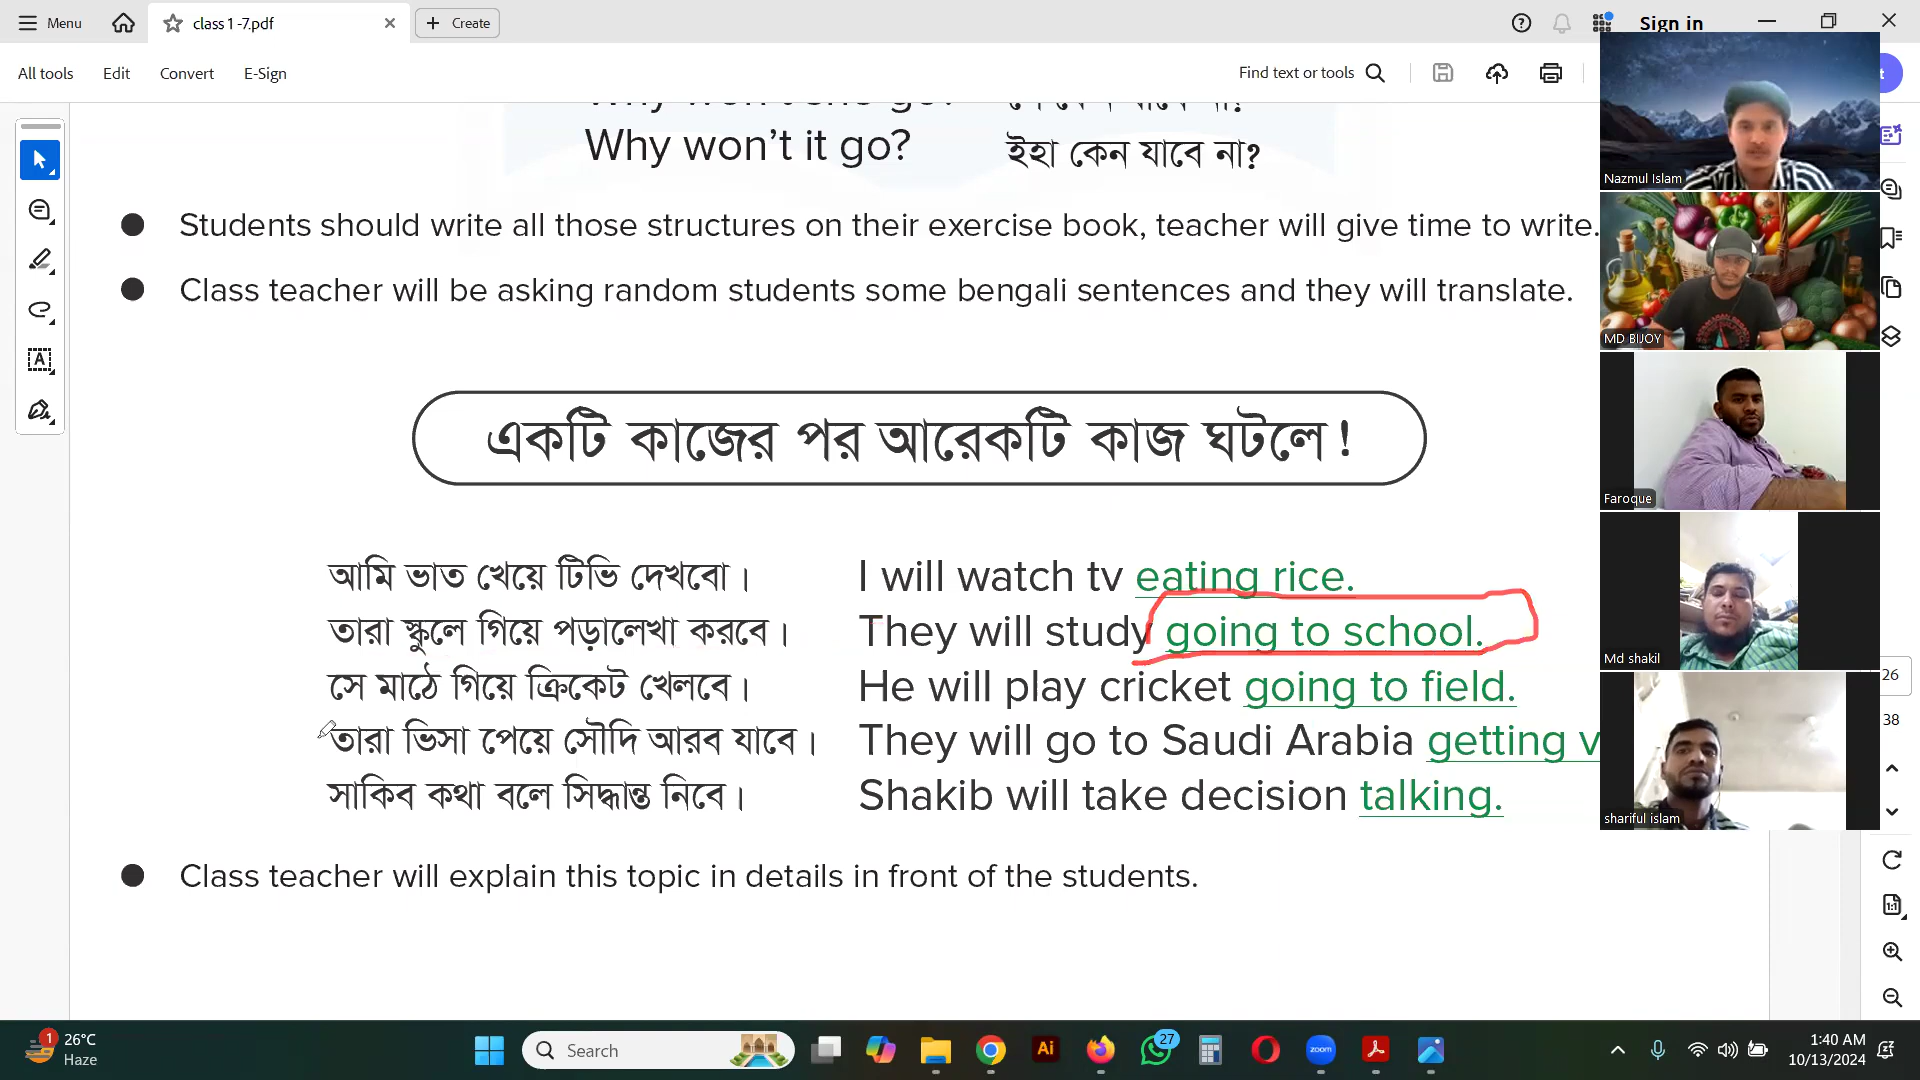 Menu
class 1 -7.pdf
Create
Sign in
All tools
Edit
Convert
E-Sign
Find text or tools
Why won't it go?
ইহা কেন যাবে না?
Students should write all those structures on their exercise book, teacher will give time to write.
Class teacher will be asking random students some bengali sentences and they will translate.
একটি কাজের পর আরেকটি কাজ ঘটলে!
আমি ভাত খেয়ে টিভি দেখবো। I will watch tv eating rice.
তারা স্কুলে গিয়ে পড়ালেখা করবে। They will study going to school.
সে মাঠে গিয়ে ক্রিকেট খেলবে। He will play cricket going to field.
তারা ভিসা পেয়ে সৌদি আরব যাবে। They will go to Saudi Arabia getting
সাকিব কথা বলে সিদ্ধান্ত নিবে। Shakib will take decision talking.
Class teacher will explain this topic in details in front of the students.
Nazmul Islam
MD BIJOY
Faroque
Md shakil
shariful islam
26
38
1
26°C
Haze
Search
Ai
27
zoom
1:40 AM
10/13/2024